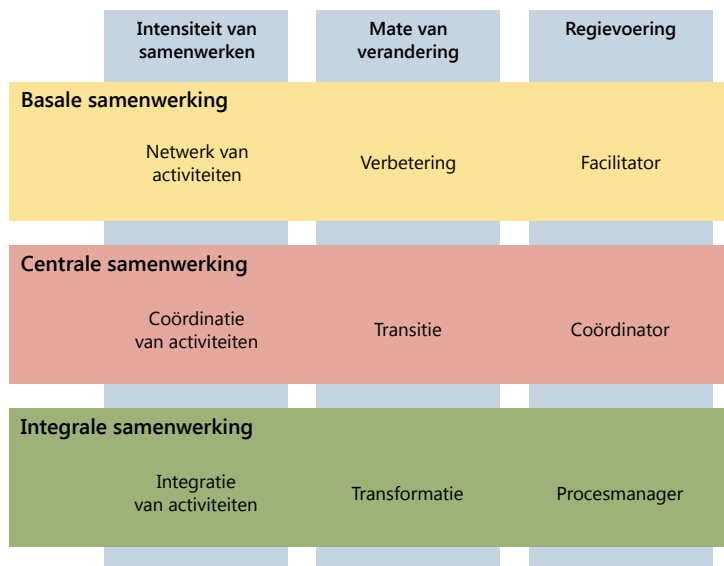 Intensiteit van
samenwerken
Mate van
verandering
Regievoering
Basale samenwerking
Netwerk van
activiteiten
Verbetering
Facilitator
Centrale samenwerking
Coördinatie
van activiteiten
Transitie
Coördinator
Integrale samenwerking
Integratie
van activiteiten
Transformatie
Procesmanager